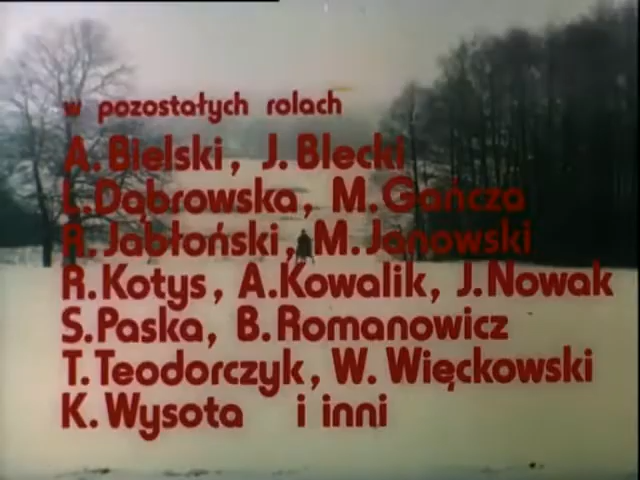 w pozostałych rolach
A. Bielski, J. Blecki
L. Dąbrowska, M. Gańcza
R. Jabłoński, M. Janowski
R. Kotys, A. Kowalik, J. Nowak
S. Paska, B. Romanowicz
T. Teodorczyk, W. Więckowski
K. Wysota i inni